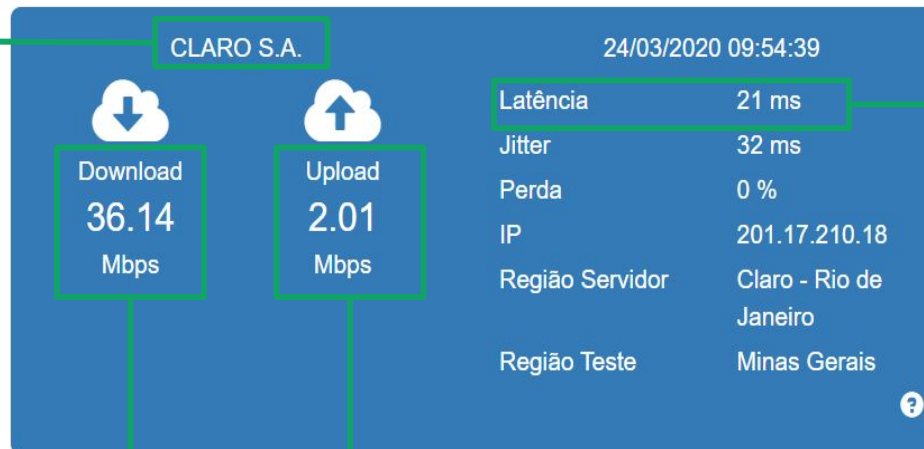 CLARO S.A.
Download
36.14
Mbps
Upload
2.01
Mbps
24/03/2020 09:54:39
Latência 21 ms
Jitter 32 ms
Perda 0 %
IP 201.17.210.18
Região Servidor Claro - Rio de
Janeiro
Região Teste Minas Gerais
?